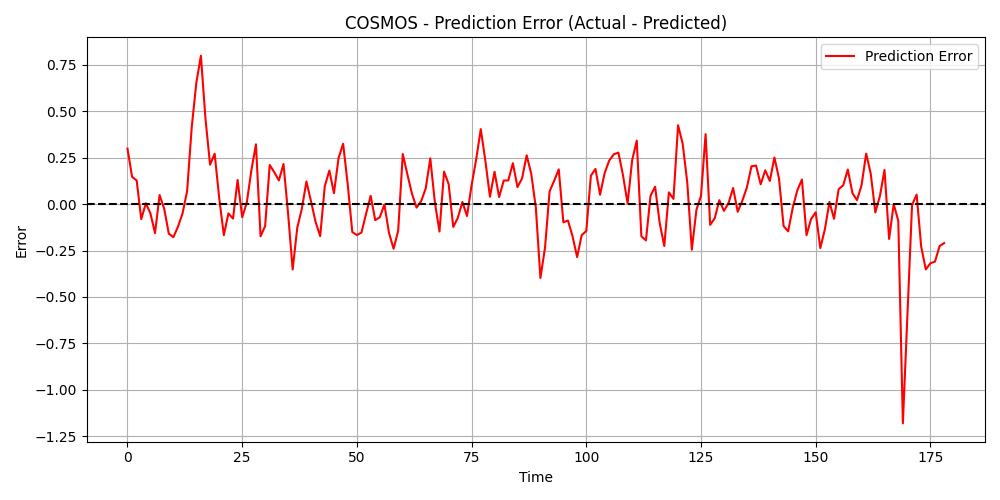 COSMOS - Prediction Error (Actual - Predicted)
Prediction Error
0.75
0.50
0.25
0.00
−0.25
−0.50
−0.75
−1.00
−1.25
Error
0 25 50 75 100 125 150 175
Time